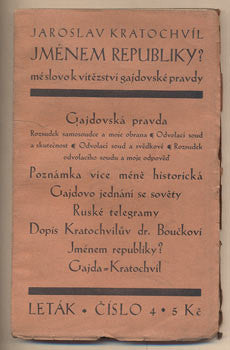 JAROSLAV KRATOCHVÍL
JMÉNEM REPUBLIKY?
mé slovo k vítězství gajdovské pravdy
Gajdovská pravda
Rozsudek samosoudce a moje obrana • Odvolací soud
a skutečnost • Odvolací soud a svědkové • Rozsudek
odvolacího soudu a moje odpověď
Poznámka více méně historická
Gajdovo jednání se sověty
Ruské telegramy
Dopis Kratochvílův dr. Boučkovi
Jménem republiky?
Gajda=Kratochvíl
LETÁK • ČÍSLO 4 • 5 Kč